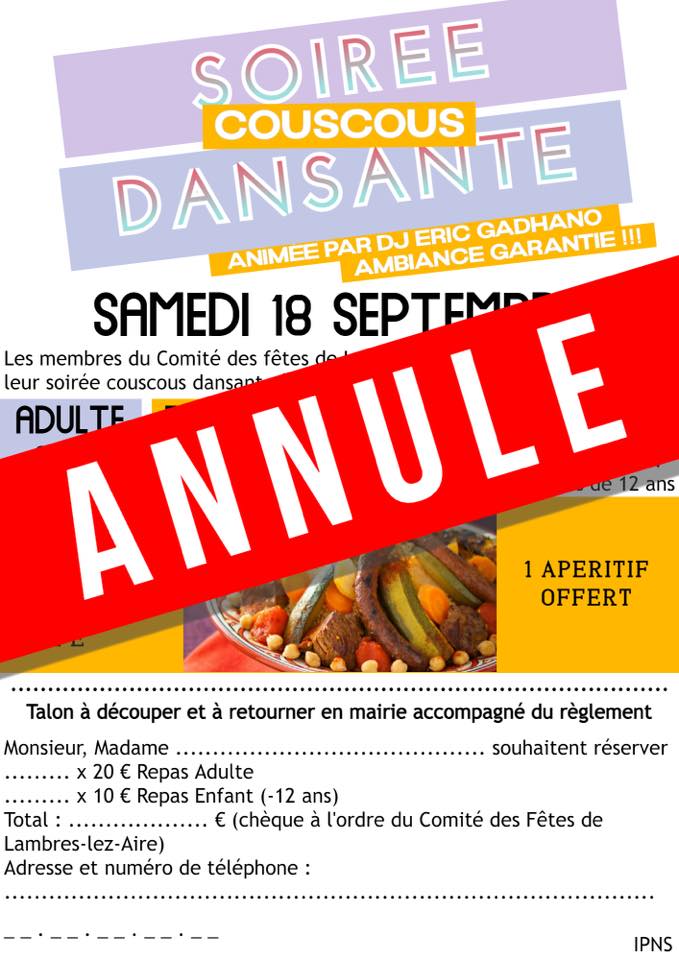 SOIREE
COUSCOUS
DANSANTE
ANIMEE PAR DJ ERIC GADHANO
AMBIANCE GARANTIE !!!
SAMEDI 18
Les membres du Comité des fêtes de
leur soirée couscous
ADULTE
ANNULE
de 12 ans
1 APERITIF
OFFERT
Talon à découper et à retourner en mairie accompagné du règlement
Monsieur, Madame .......................................... souhaitent réserver
......... x 20 € Repas Adulte
......... x 10 € Repas Enfant (-12 ans)
Total : ................... € (chèque à l'ordre du Comité des Fêtes de
Lambres-lez-Aire)
Adresse et numéro de téléphone :
........................................................................................
_ _ . _ _ . _ _ . _ _ . _ _
IPNS